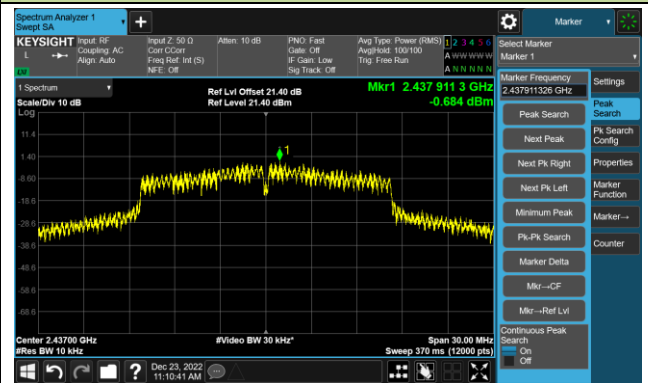 Spectrum Analyzer 1
Swept SA
Marker
KEYSIGHT
L
LW
Input: RF
Coupling: AC
Align: Auto
Input Z: 50 Ω
Corr CCorr
Freq Ref: Int (S)
NFE: Off
Atten: 10 dB
PNO: Fast
Gate: Off
IF Gain: Low
Sig Track: Off
Avg Type: Power (RMS)
Avg|Hold: 100/100
Trig: Free Run
1 2 3 4 5 6
A W W W W W
A N N N N N
Select Marker
Marker 1
1 Spectrum
Scale/Div 10 dB
Log
Ref Lvl Offset 21.40 dB
Ref Level 21.40 dBm
Mkr1 2.437 911 3 GHz
-0.684 dBm
11.4
1.40
-8.60
-18.6
-28.6
-38.6
-48.6
-58.6
-68.6
1
Center 2.43700 GHz
#Res BW 10 kHz
#Video BW 30 kHz*
Span 30.00 MHz
Sweep 370 ms (12000 pts)
Marker Frequency
2.437911326 GHz
Peak Search
Next Peak
Next Pk Right
Next Pk Left
Minimum Peak
Pk-Pk Search
Marker Delta
Mkr→CF
Mkr→Ref Lvl
Continuous Peak
Search
On
Off
Settings
Peak
Search
Pk Search
Config
Properties
Marker
Function
Marker→
Counter
Dec 23, 2022
11:10:41 AM